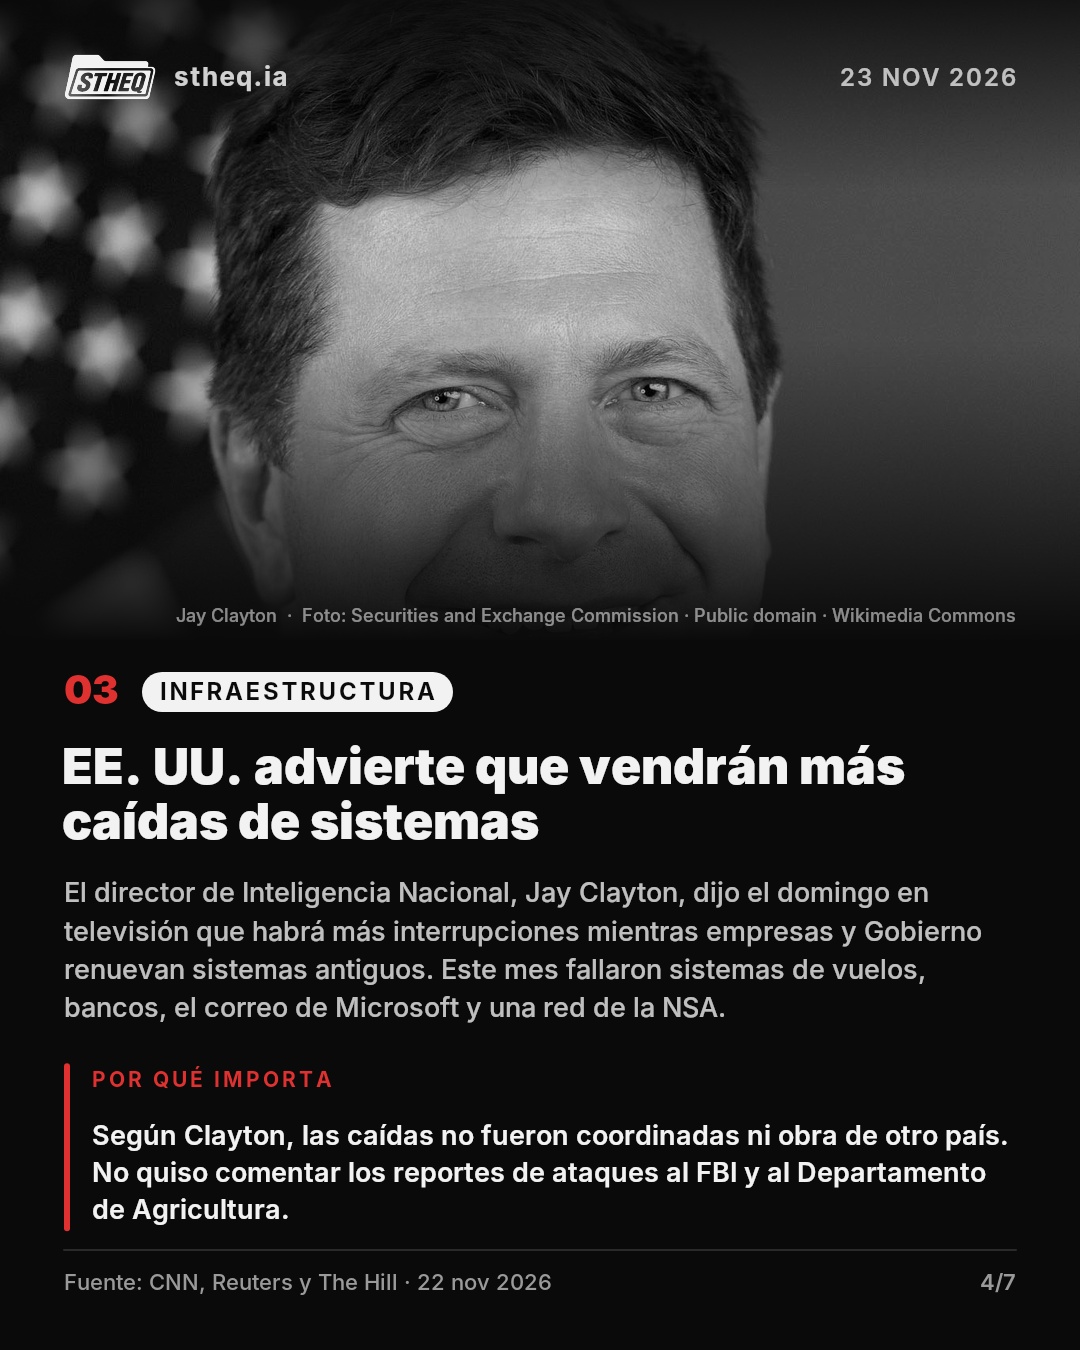 STHEQ stheq.ia 23 NOV 2026
Jay Clayton · Foto: Securities and Exchange Commission · Public domain · Wikimedia Commons
03 INFRAESTRUCTURA
EE. UU. advierte que vendrán más
caídas de sistemas
El director de Inteligencia Nacional, Jay Clayton, dijo el domingo en
televisión que habrá más interrupciones mientras empresas y Gobierno
renuevan sistemas antiguos. Este mes fallaron sistemas de vuelos,
bancos, el correo de Microsoft y una red de la NSA.
POR QUÉ IMPORTA
Según Clayton, las caídas no fueron coordinadas ni obra de otro país.
No quiso comentar los reportes de ataques al FBI y al Departamento
de Agricultura.
Fuente: CNN, Reuters y The Hill · 22 nov 2026 4/7